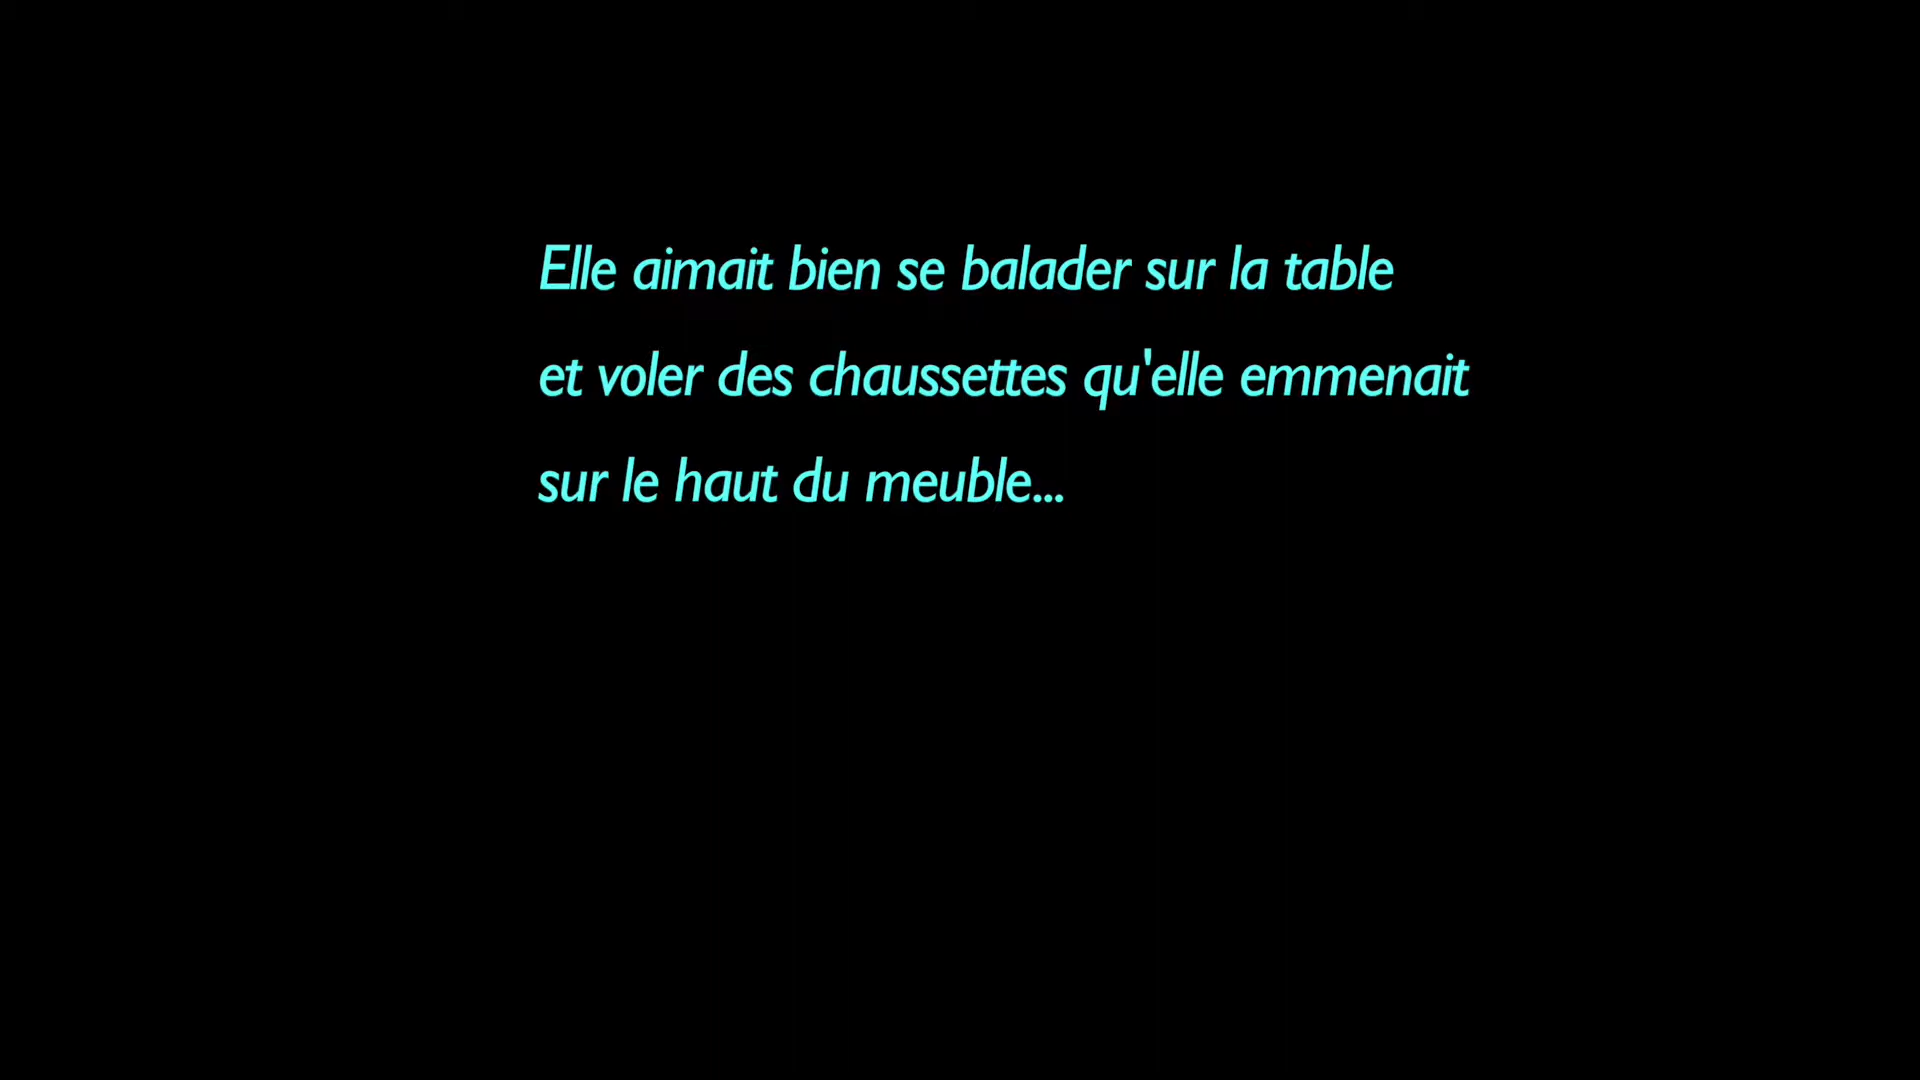 Elle aimait bien se balader sur la table
et voler des chaussettes qu'elle emmenait
sur le haut du meuble...